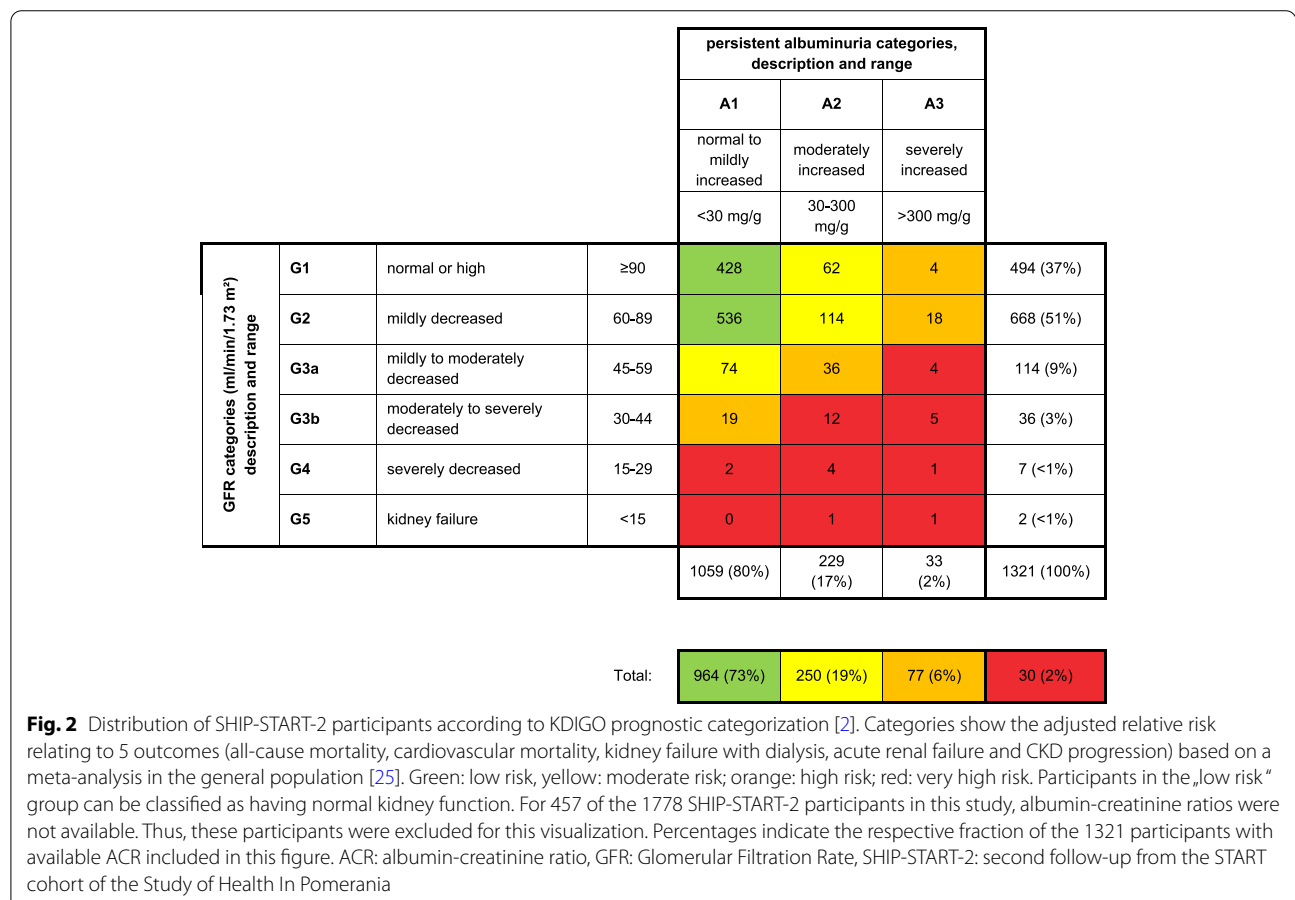 persistent albuminuria categories,
description and range
A1
A2
A3
normal to
mildly
increased
moderately
increased
severely
increased
<30 mg/g
30-300
mg/g
>300 mg/g
GFR categories (ml/min/1.73 m²)
description and range
G1
normal or high
≥90
428
62
4
494 (37%)
G2
mildly decreased
60-89
536
114
18
668 (51%)
G3a
mildly to moderately
decreased
45-59
74
36
4
114 (9%)
G3b
moderately to severely
decreased
30-44
19
12
5
36 (3%)
G4
severely decreased
15-29
2
4
1
7 (<1%)
G5
kidney failure
<15
0
1
1
2 (<1%)
1059 (80%)
229
(17%)
33
(2%)
1321 (100%)
Total:
964 (73%)
250 (19%)
77 (6%)
30 (2%)
Fig. 2 Distribution of SHIP-START-2 participants according to KDIGO prognostic categorization [2]. Categories show the adjusted relative risk
relating to 5 outcomes (all-cause mortality, cardiovascular mortality, kidney failure with dialysis, acute renal failure and CKD progression) based on a
meta-analysis in the general population [25]. Green: low risk, yellow: moderate risk; orange: high risk; red: very high risk. Participants in the „low risk“
group can be classified as having normal kidney function. For 457 of the 1778 SHIP-START-2 participants in this study, albumin-creatinine ratios were
not available. Thus, these participants were excluded for this visualization. Percentages indicate the respective fraction of the 1321 participants with
available ACR included in this figure. ACR: albumin-creatinine ratio, GFR: Glomerular Filtration Rate, SHIP-START-2: second follow-up from the START
cohort of the Study of Health In Pomerania